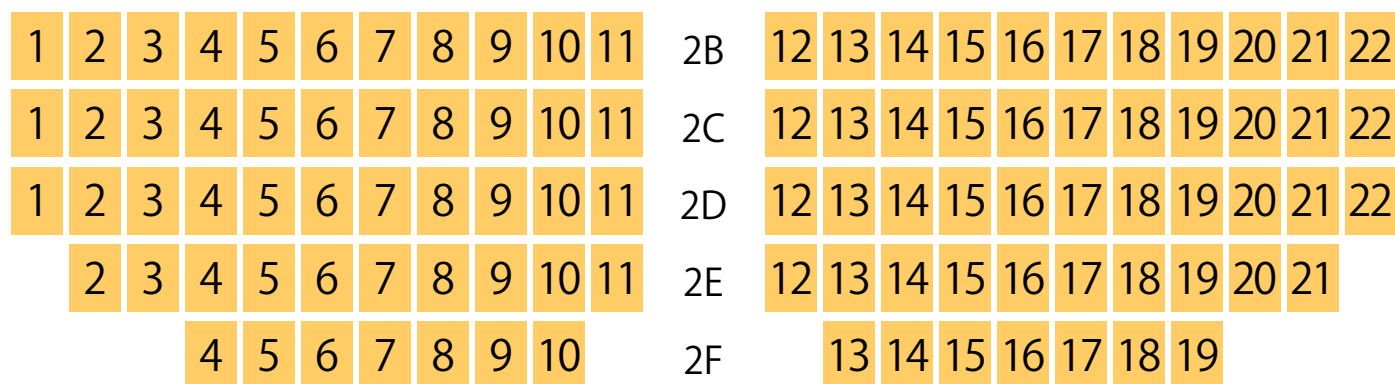 1 2 3 4 5 6 7 8 9 10 11 2B 12 13 14 15 16 17 18 19 20 21 22
1 2 3 4 5 6 7 8 9 10 11 2C 12 13 14 15 16 17 18 19 20 21 22
1 2 3 4 5 6 7 8 9 10 11 2D 12 13 14 15 16 17 18 19 20 21 22
2 3 4 5 6 7 8 9 10 11 2E 12 13 14 15 16 17 18 19 20 21
4 5 6 7 8 9 10 2F 13 14 15 16 17 18 19